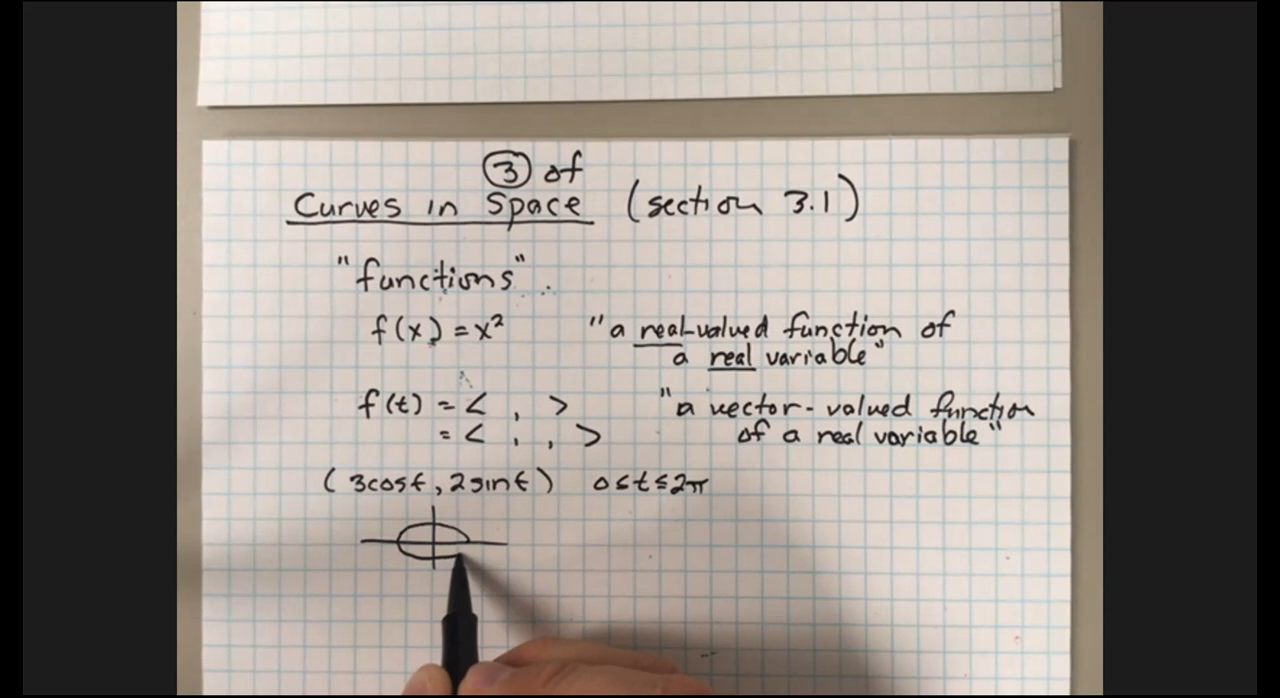 ③ of
Curves in Space (section 3.1)
"functions"
f(x) = x² "a real-valued function of
a real variable"
f(t) = < , > "a vector-valued function
= < , , > of a real variable"
(3cost, 2sint) 0≤t≤2π